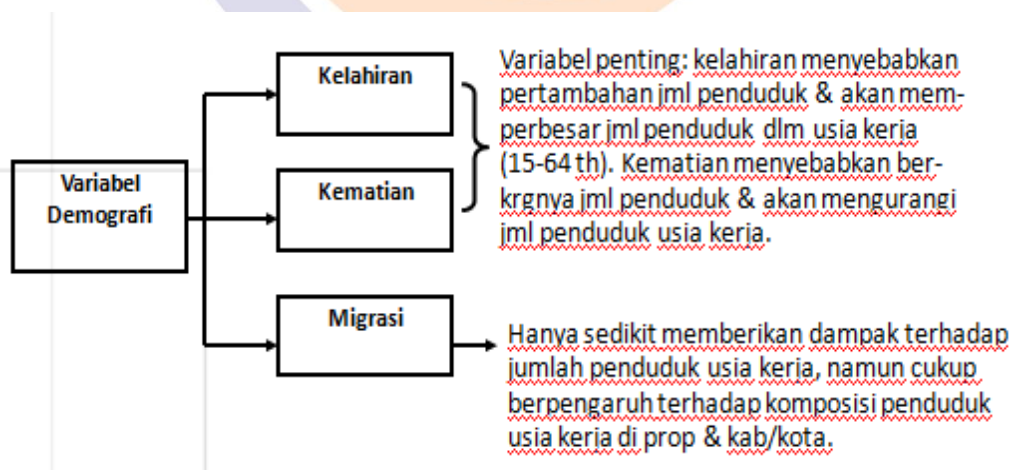 Variabel
Demografi
Kelahiran
Kematian
Migrasi
Variabel penting: kelahiran menyebabkan
pertambahan jml penduduk & akan mem-
perbesar jml penduduk dlm usia kerja
(15-64 th). Kematian menyebabkan ber-
krgnya jml penduduk & akan mengurangi
jml penduduk usia kerja.
Hanya sedikit memberikan dampak terhadap
jumlah penduduk usia kerja, namun cukup
berpengaruh terhadap komposisi penduduk
usia kerja di prop & kab/kota.